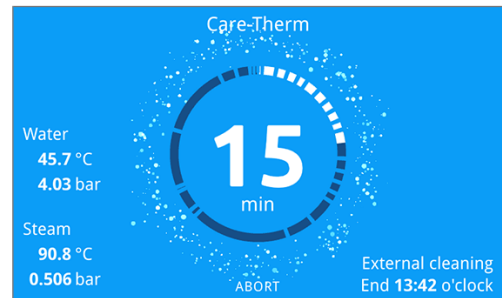 Care-Therm
15
min
Water
45.7 °C
4.03 bar
Steam
90.8 °C
0.506 bar
ABORT
External cleaning
End 13:42 o'clock